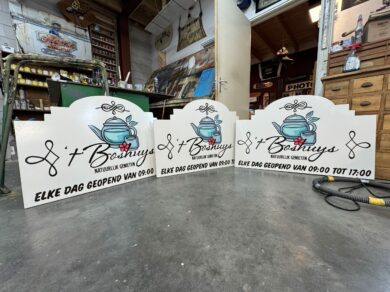 't Boshuys
NATUURLIJK GENIETEN
ELKE DAG GEOPEND VAN 09:00
't Boshuys
NATUURLIJK GENIETEN
ELKE DAG GEOPEND VAN 09:00 T
't Boshuys
NATUURLIJK GENIETEN
ELKE DAG GEOPEND VAN 09:00 TOT 17:00
PHOT